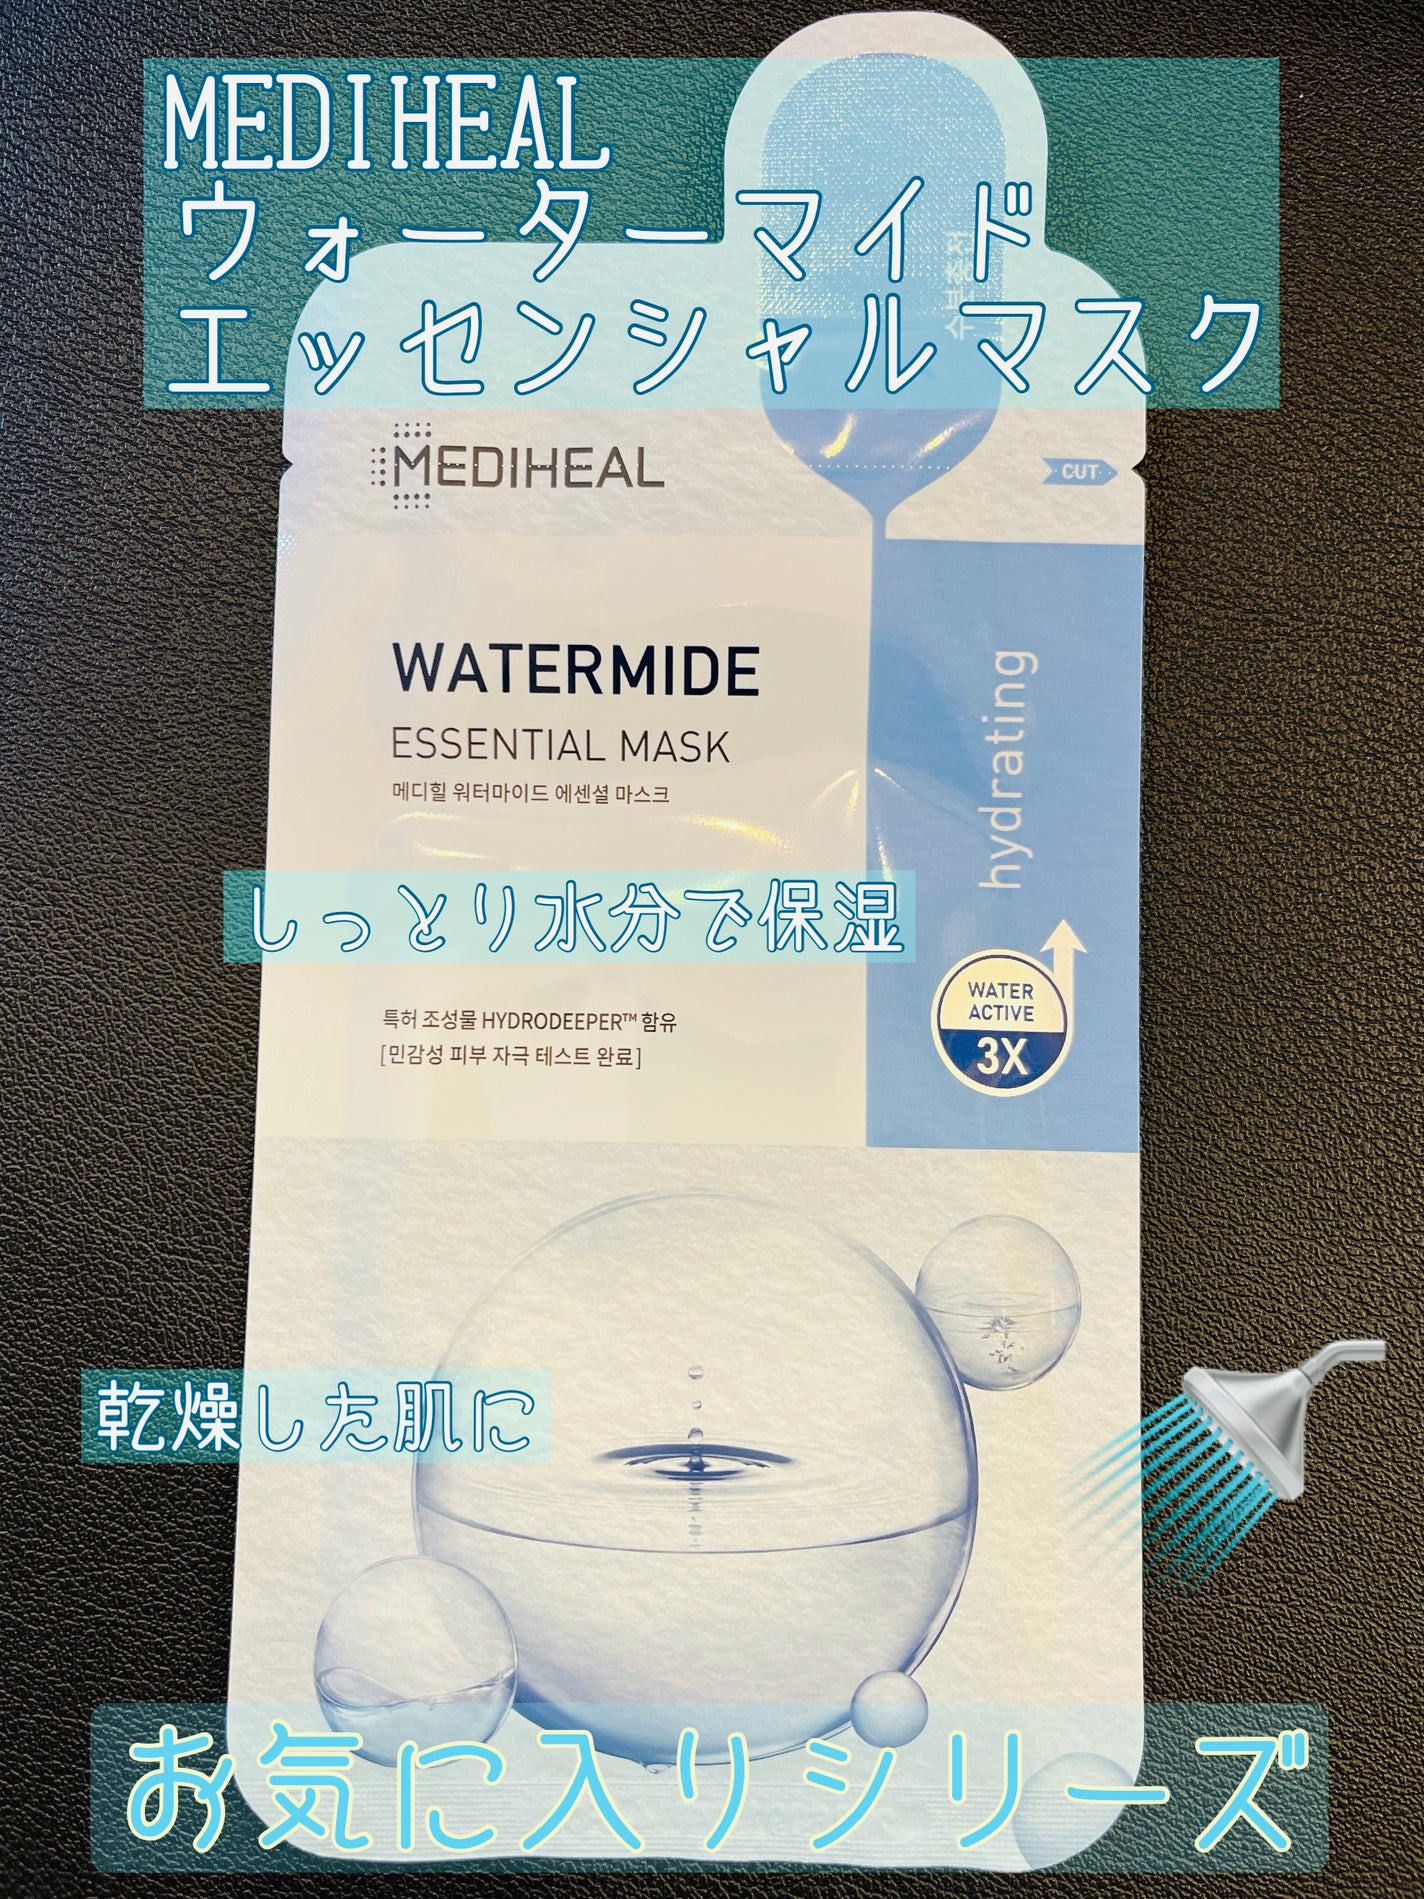 MEDIHEAL
ウォーターマイド
エッセンシャルマスク
MEDIHEAL
CUT
WATERMIDE
ESSENTIAL MASK
메디힐 워터마이드 에센셜 마스크
hydrating
しっとり水分で保湿
WATER
ACTIVE
3X
특허 조성물 HYDRODEEPER™ 함유
[민감성 피부 자극 테스트 완료]
乾燥した肌に
お気に入りシリーズ